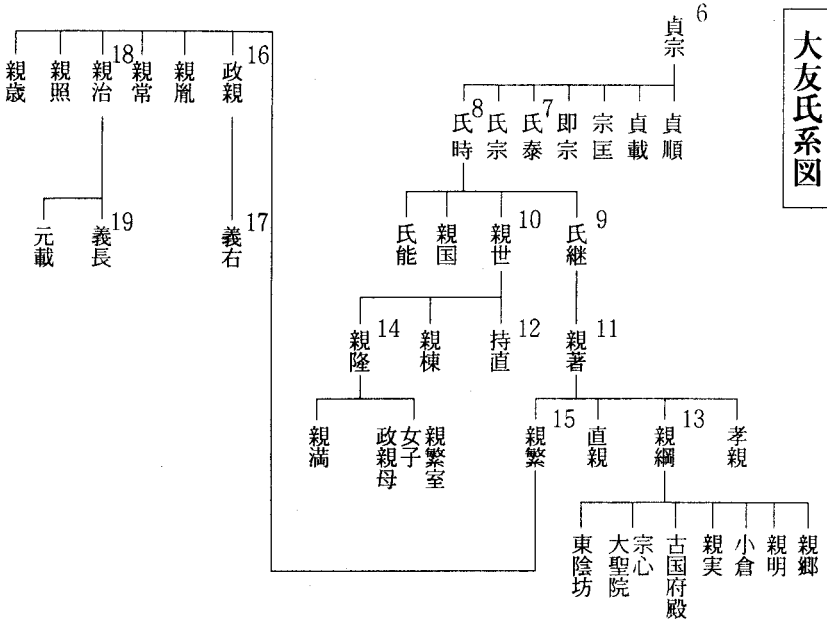 大友氏系図
6
貞宗
貞順
貞載
宗匡
即宗
7
氏泰
氏宗
8
氏時
9
氏継
10
親世
親国
氏能
11
親著
12
持直
親棟
14
親隆
孝親
13
親綱
直親
15
親繁
親繁室
女子
政親母
親満
親郷
親明
小倉
親実
古国府殿
宗心
大聖院
東陰坊
16
政親
親胤
親常
18
親治
親照
親歳
17
義右
19
義長
元載